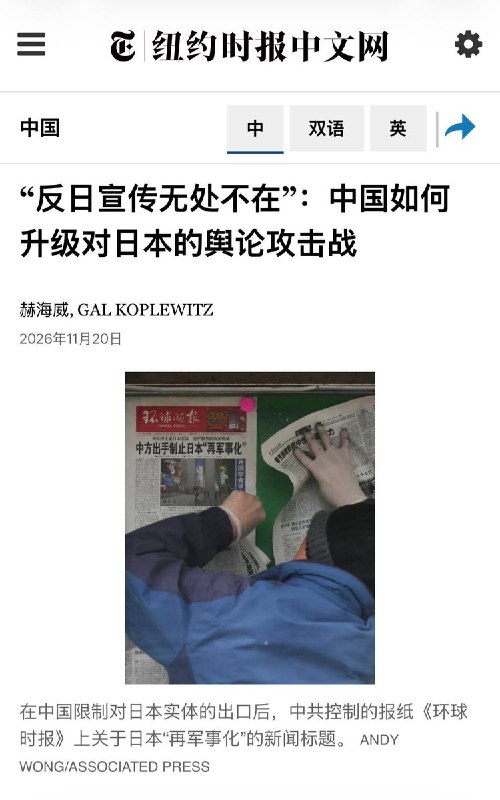 纽约时报中文网
中国
中
双语
英
“反日宣传无处不在”：中国如何
升级对日本的舆论攻击战
赫海威, GAL KOPLEWITZ
2026年11月20日
环球时报
中方出手制止日本“再军事化”
在中国限制对日本实体的出口后，中共控制的报纸《环球
时报》上关于日本“再军事化”的新闻标题。 ANDY
WONG/ASSOCIATED PRESS